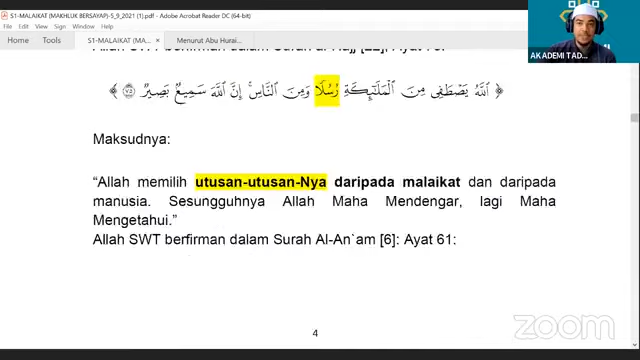 S1-MALAIKAT (MAKHLUK BERSAYAP)-5_9_2021 (1).pdf - Adobe Acrobat Reader DC (64-bit)
File Edit View Sign Window Help
Home Tools S1-MALAIKAT (MA... × Menurut Abu Hurai...
﴿ ٱللَّهُ يَصْطَفِى مِنَ ٱلْمَلَٰٓئِكَةِ رُسُلًا وَمِنَ ٱلنَّاسِ ۚ إِنَّ ٱللَّهَ سَمِيعٌۢ بَصِيرٌ ٧٥ ﴾
Maksudnya:
“Allah memilih utusan-utusan-Nya daripada malaikat dan daripada
manusia. Sesungguhnya Allah Maha Mendengar, lagi Maha
Mengetahui.”
Allah SWT berfirman dalam Surah Al-An`am [6]: Ayat 61:
4
AKADEMI TAD...
zoom